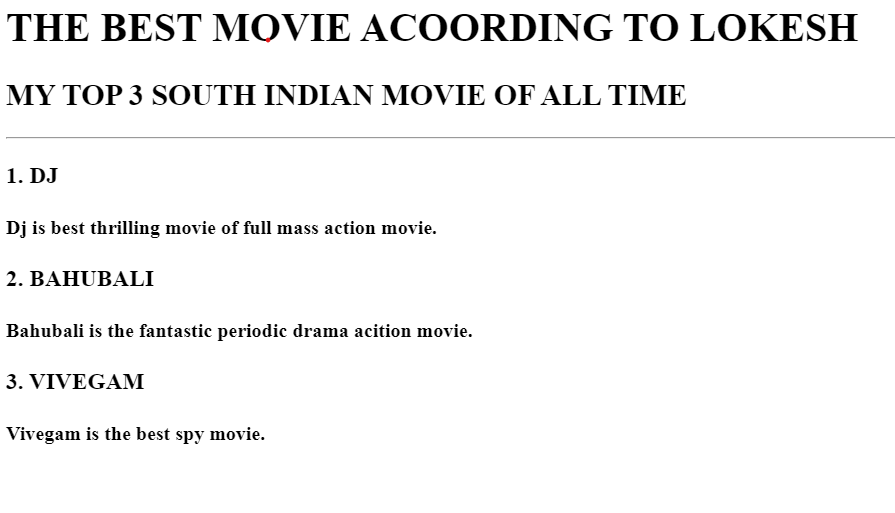 THE BEST MOVIE ACOORDING TO LOKESH
MY TOP 3 SOUTH INDIAN MOVIE OF ALL TIME
1. DJ
Dj is best thrilling movie of full mass action movie.
2. BAHUBALI
Bahubali is the fantastic periodic drama acition movie.
3. VIVEGAM
Vivegam is the best spy movie.